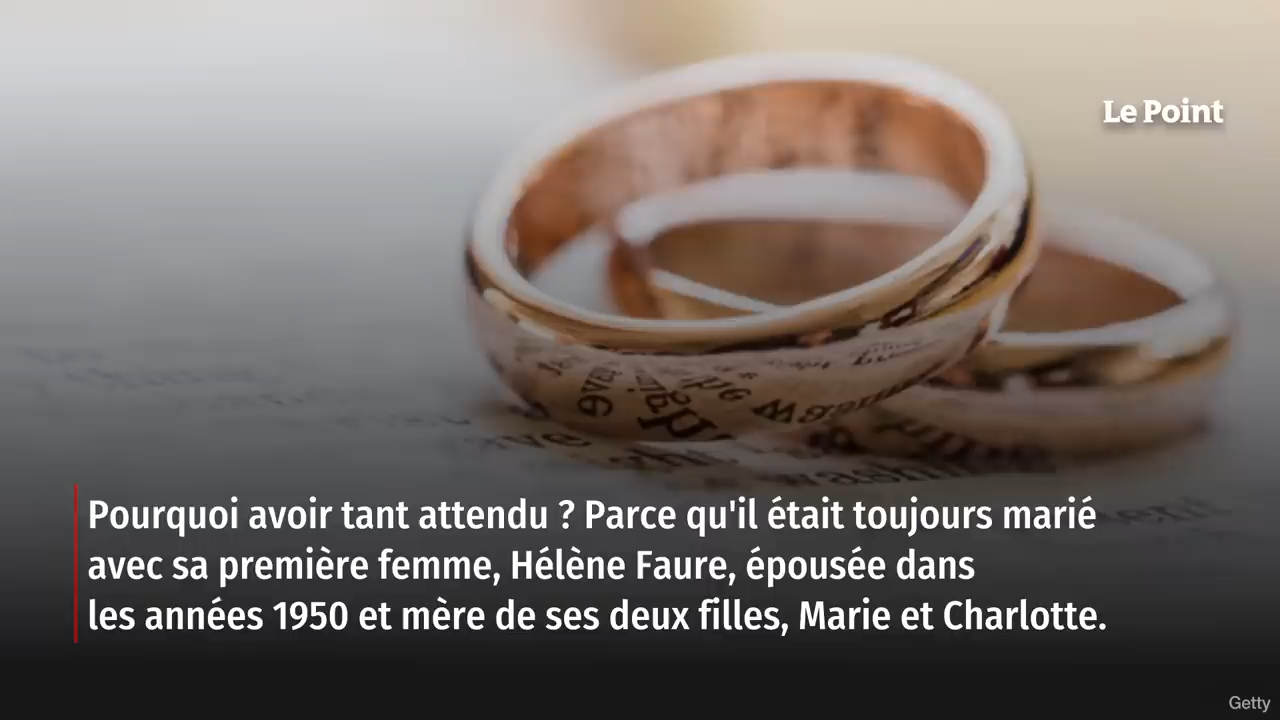 Le Point
Pourquoi avoir tant attendu ? Parce qu'il était toujours marié
avec sa première femme, Hélène Faure, épousée dans
les années 1950 et mère de ses deux filles, Marie et Charlotte.
Getty